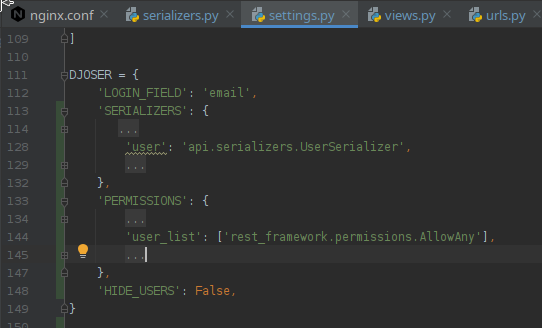 nginx.conf × serializers.py × settings.py × views.py × urls.py
109 ]
110
111 DJOSER = {
112 'LOGIN_FIELD': 'email',
113 'SERIALIZERS': {
114 ...
128 'user': 'api.serializers.UserSerializer',
129 ...
132 },
133 'PERMISSIONS': {
134 ...
144 'user_list': ['rest_framework.permissions.AllowAny'],
145 ...
147 },
148 'HIDE_USERS': False,
149 }
150